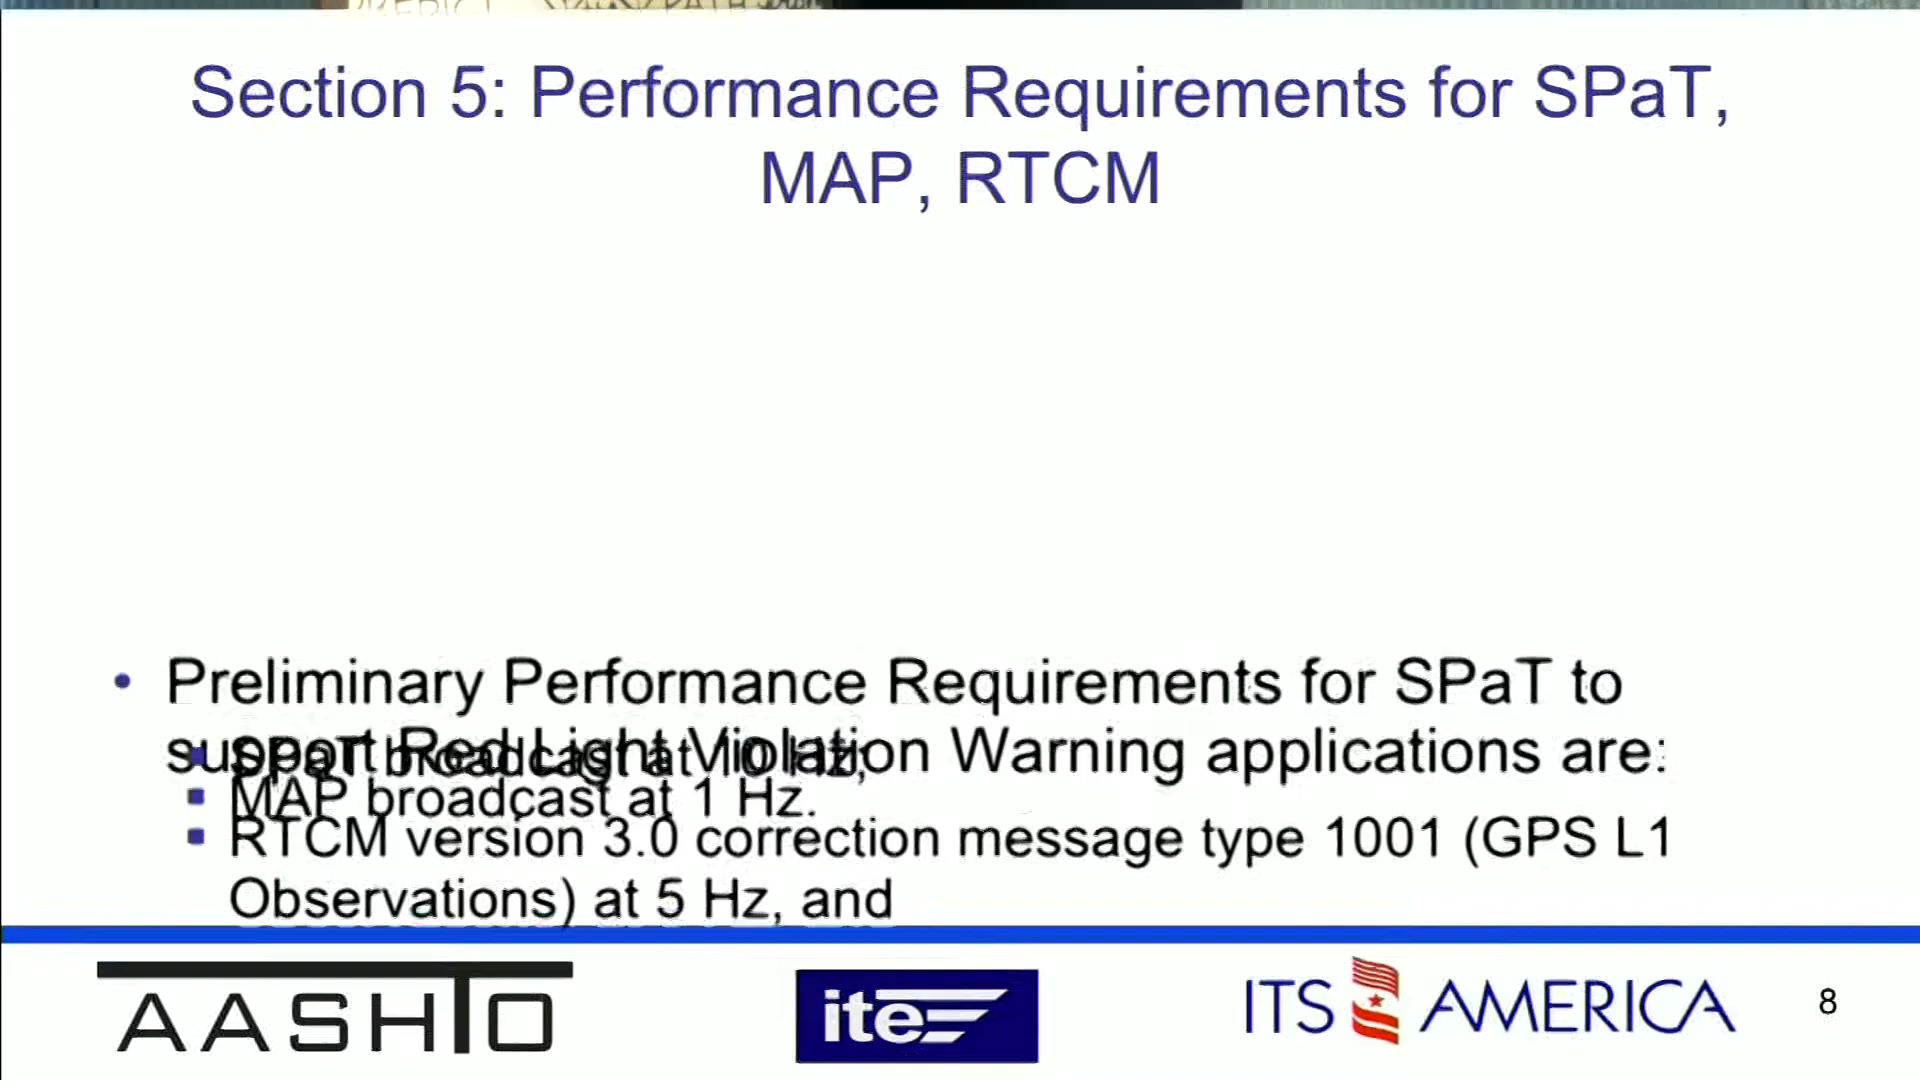 Section 5: Performance Requirements for SPaT,
MAP, RTCM
• Preliminary Performance Requirements for SPaT to
support Red Light Violation Warning applications are:
▪ SPaT broadcast at 10 Hz;
▪ MAP broadcast at 1 Hz.
▪ RTCM version 3.0 correction message type 1001 (GPS L1
Observations) at 5 Hz, and
AASHTO
ite
ITS AMERICA
8